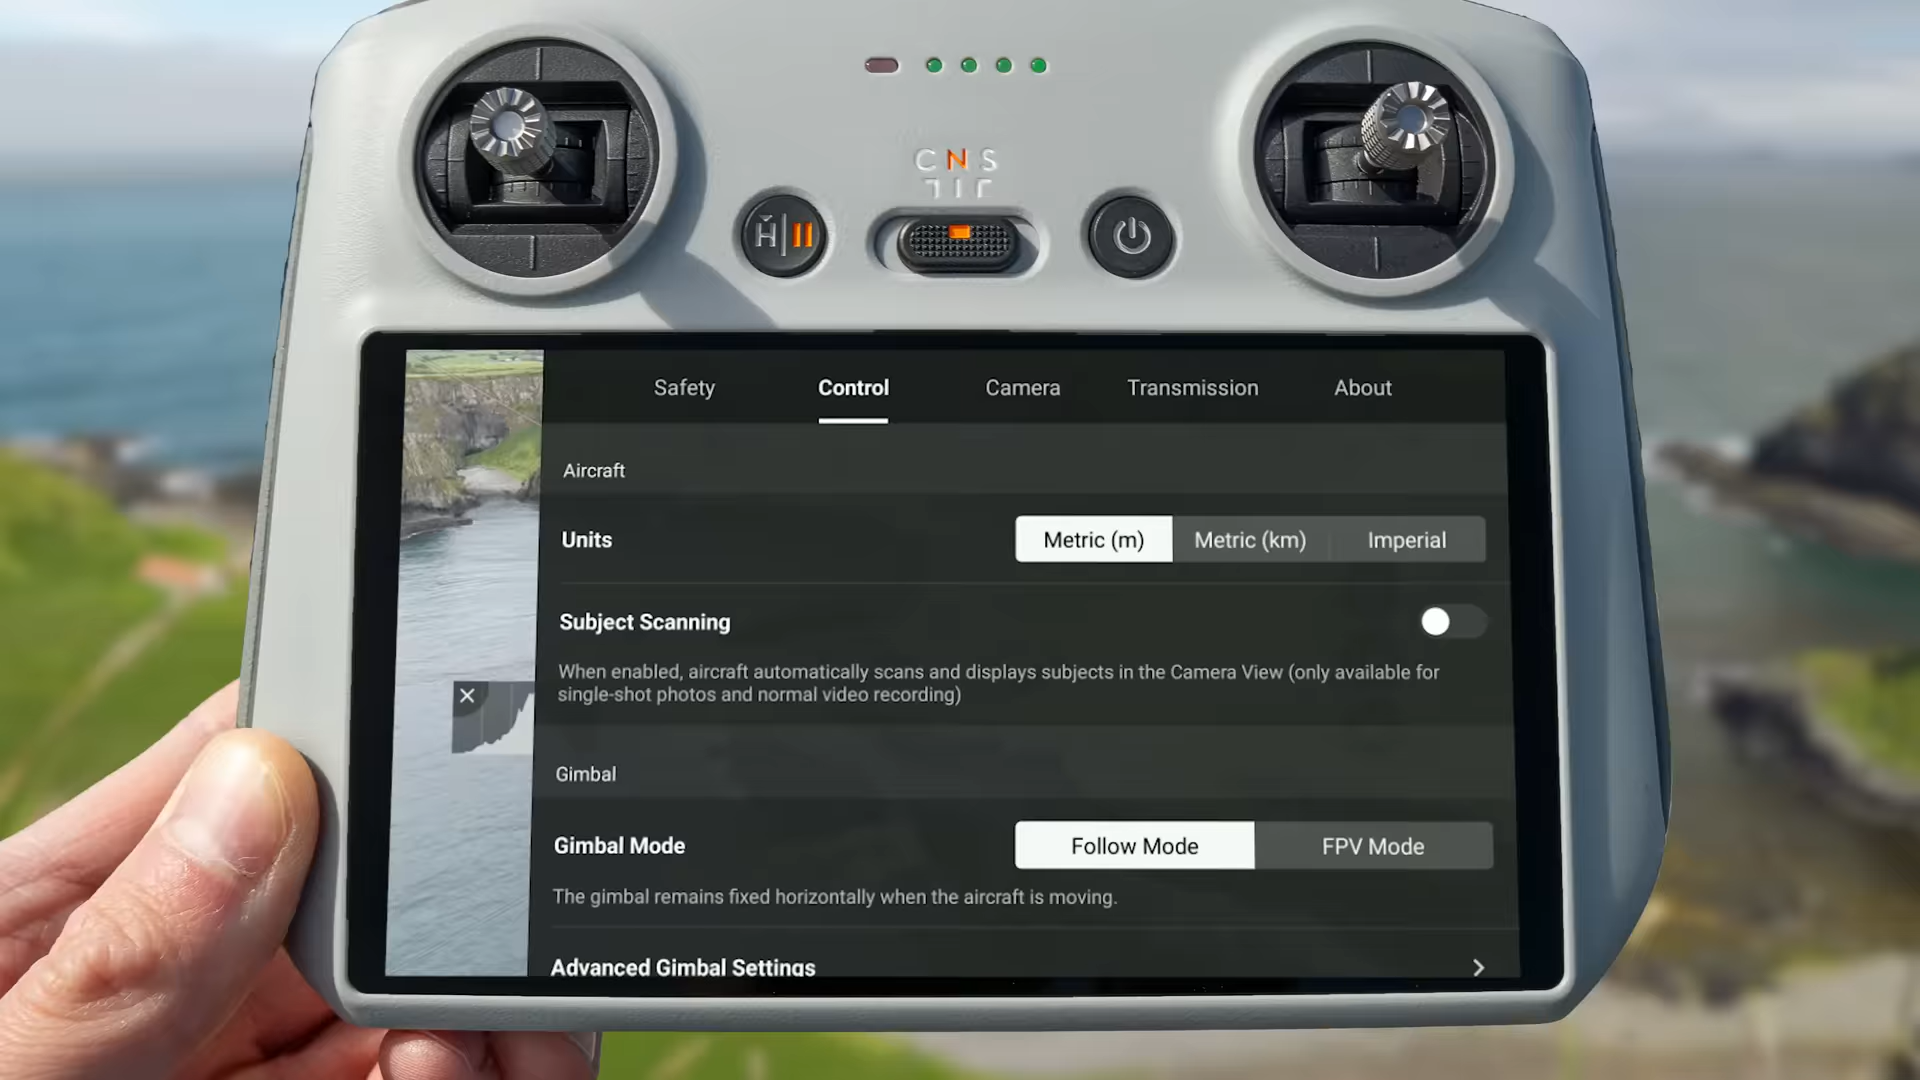 C N S
H
Safety Control Camera Transmission About
Aircraft
Units Metric (m) Metric (km) Imperial
Subject Scanning
When enabled, aircraft automatically scans and displays subjects in the Camera View (only available for
single-shot photos and normal video recording)
Gimbal
Gimbal Mode Follow Mode FPV Mode
The gimbal remains fixed horizontally when the aircraft is moving.
Advanced Gimbal Settings